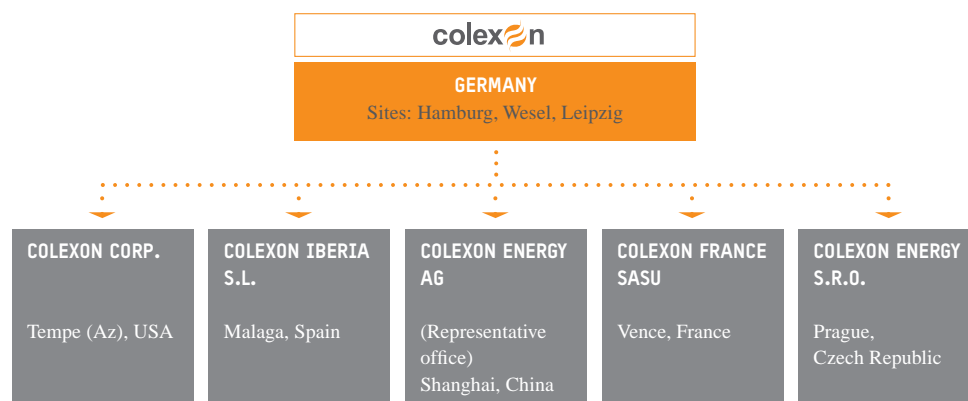 colexon
GERMANY
Sites: Hamburg, Wesel, Leipzig
COLEXON CORP.
Tempe (Az), USA
COLEXON IBERIA
S.L.
Malaga, Spain
COLEXON ENERGY
AG
(Representative
office)
Shanghai, China
COLEXON FRANCE
SASU
Vence, France
COLEXON ENERGY
S.R.O.
Prague,
Czech Republic